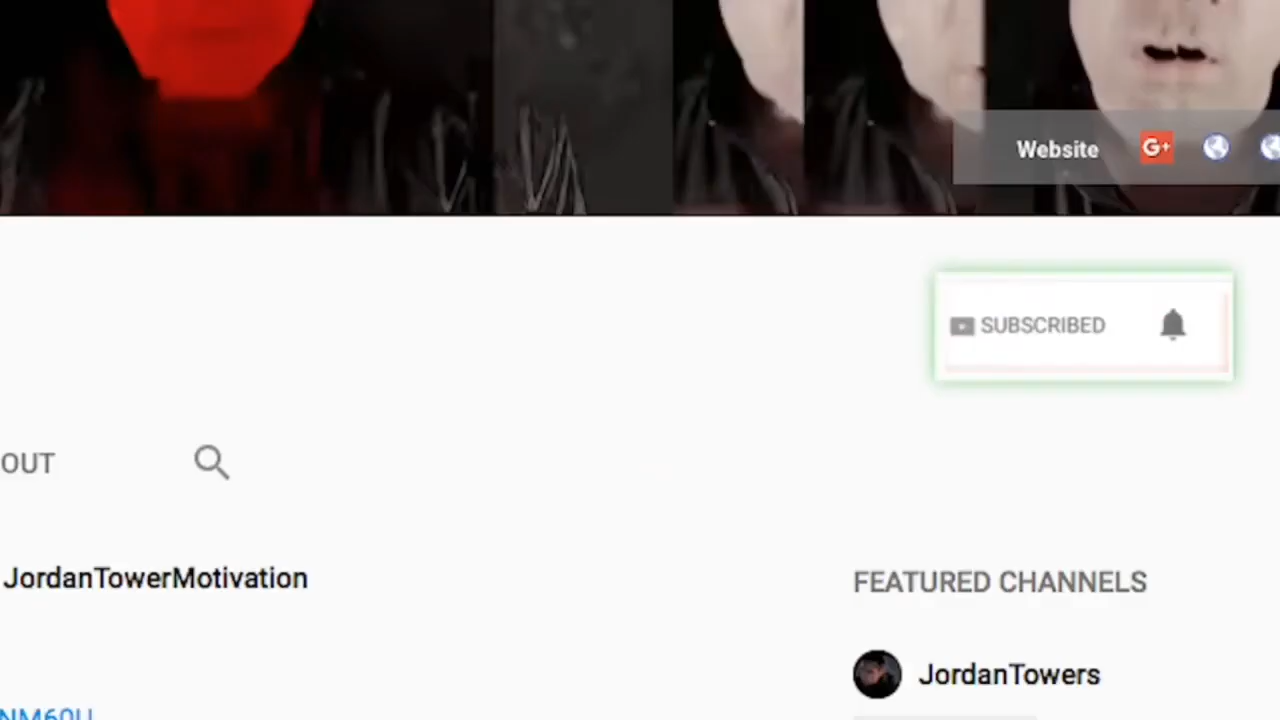 Website G+
SUBSCRIBED
OUT
JordanTowerMotivation
FEATURED CHANNELS
JordanTowers